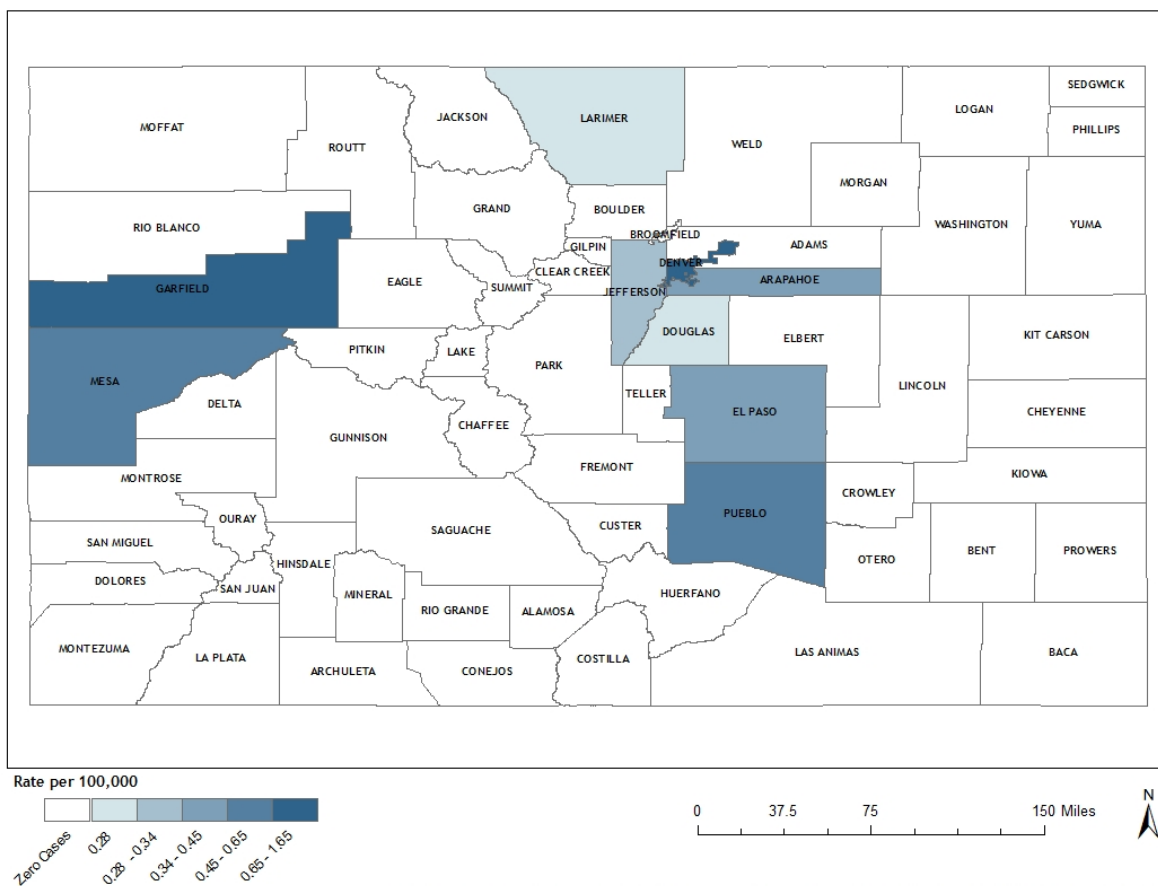 SEDGWICK
LOGAN
JACKSON
LARIMER
MOFFAT
PHILLIPS
WELD
ROUTT
MORGAN
GRAND
BOULDER
WASHINGTON
YUMA
RIO BLANCO
BROOMFIELD
ADAMS
GILPIN
DENVER
CLEAR CREEK
EAGLE
ARAPAHOE
SUMMIT
GARFIELD
JEFFERSON
DOUGLAS
ELBERT
KIT CARSON
PITKIN
LAKE
PARK
MESA
LINCOLN
TELLER
DELTA
EL PASO
CHEYENNE
CHAFFEE
GUNNISON
FREMONT
KIOWA
MONTROSE
CROWLEY
PUEBLO
OURAY
CUSTER
SAGUACHE
SAN MIGUEL
BENT
PROWERS
OTERO
HINSDALE
DOLORES
SAN JUAN
MINERAL
HUERFANO
RIO GRANDE
ALAMOSA
MONTEZUMA
LA PLATA
COSTILLA
LAS ANIMAS
BACA
ARCHULETA
CONEJOS
Rate per 100,000
Zero Cases
0.28
0.28 - 0.34
0.34 - 0.45
0.45 - 0.65
0.65 - 1.65
0 37.5 75 150 Miles
N